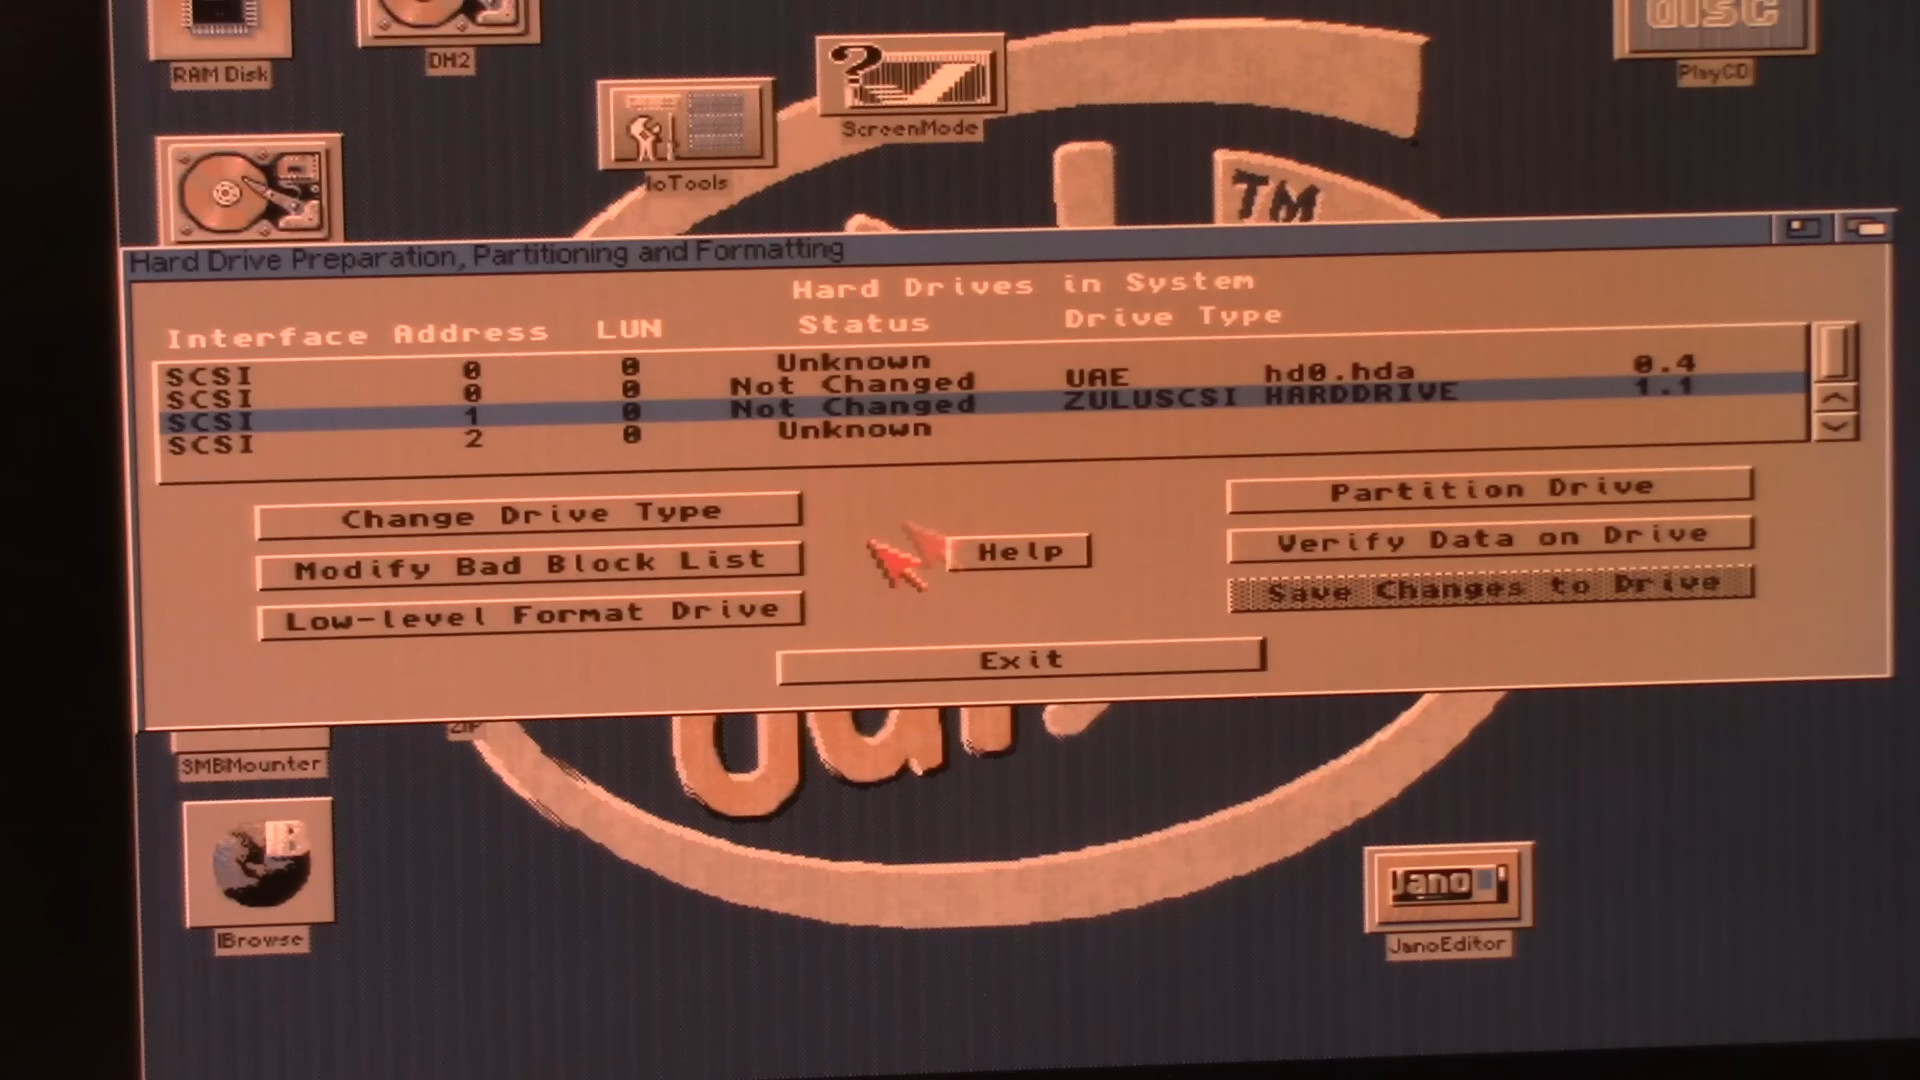 disc
RAM Disk
DH2
PlayCD
ScreenMode
IoTools
TM
Hard Drive Preparation, Partitioning and Formatting
Hard Drives in System
Interface Address LUN Status Drive Type
SCSI 0 0 Unknown
SCSI 0 0 Not Changed UAE hd0.hda 0.4
SCSI 1 0 Not Changed ZULUSCSI HARDDRIVE 1.1
SCSI 2 0 Unknown
Change Drive Type
Partition Drive
Modify Bad Block List
Help
Verify Data on Drive
Low-level Format Drive
Save Changes to Drive
Exit
SMBMounter
IB
IBrowse
Jano
JanoEditor